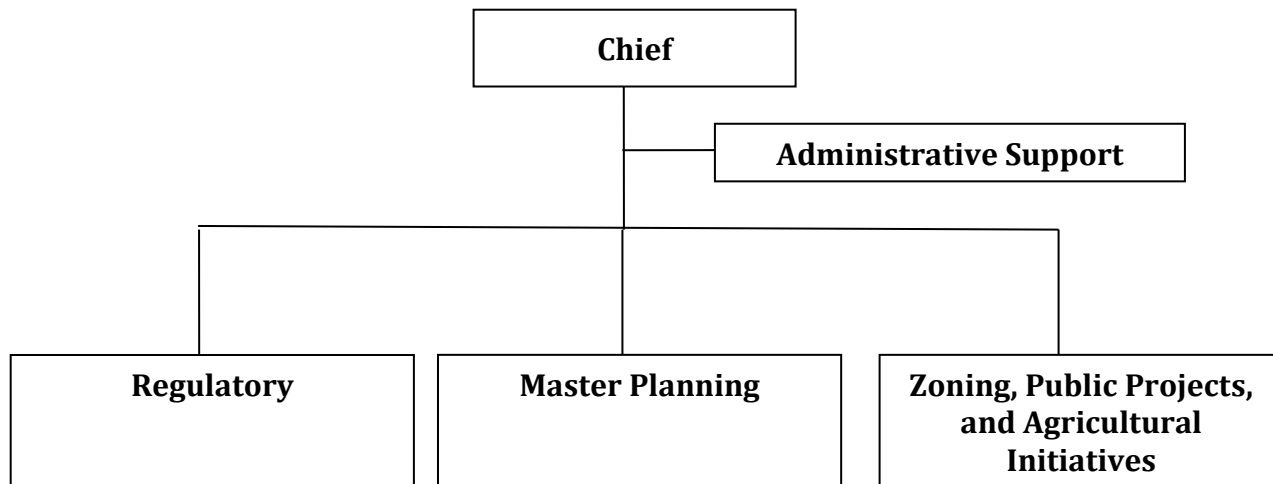 Chief
Administrative Support
Regulatory
Master Planning
Zoning, Public Projects,
and Agricultural
Initiatives